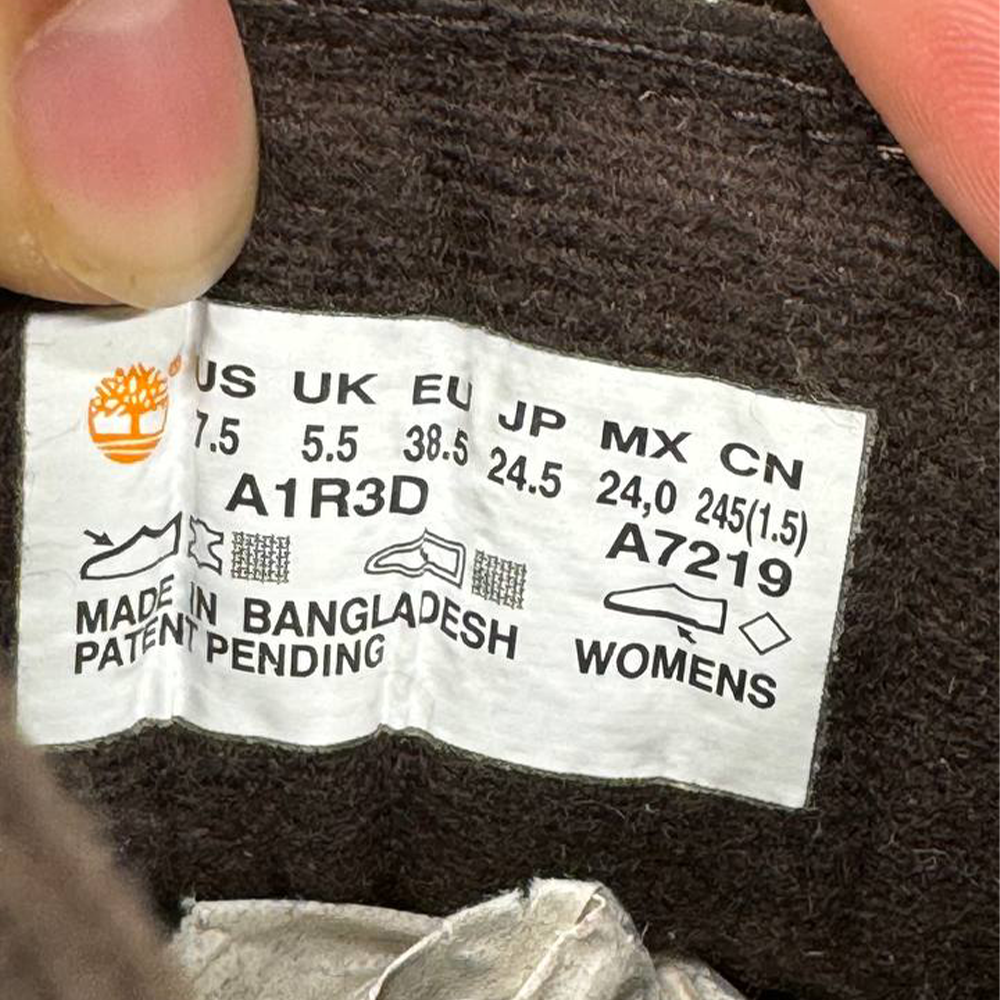 US UK EU JP MX CN
7.5 5.5 38.5 24.5 24,0 245(1.5)
A1R3D A7219
MADE IN BANGLADESH
PATENT PENDING WOMENS